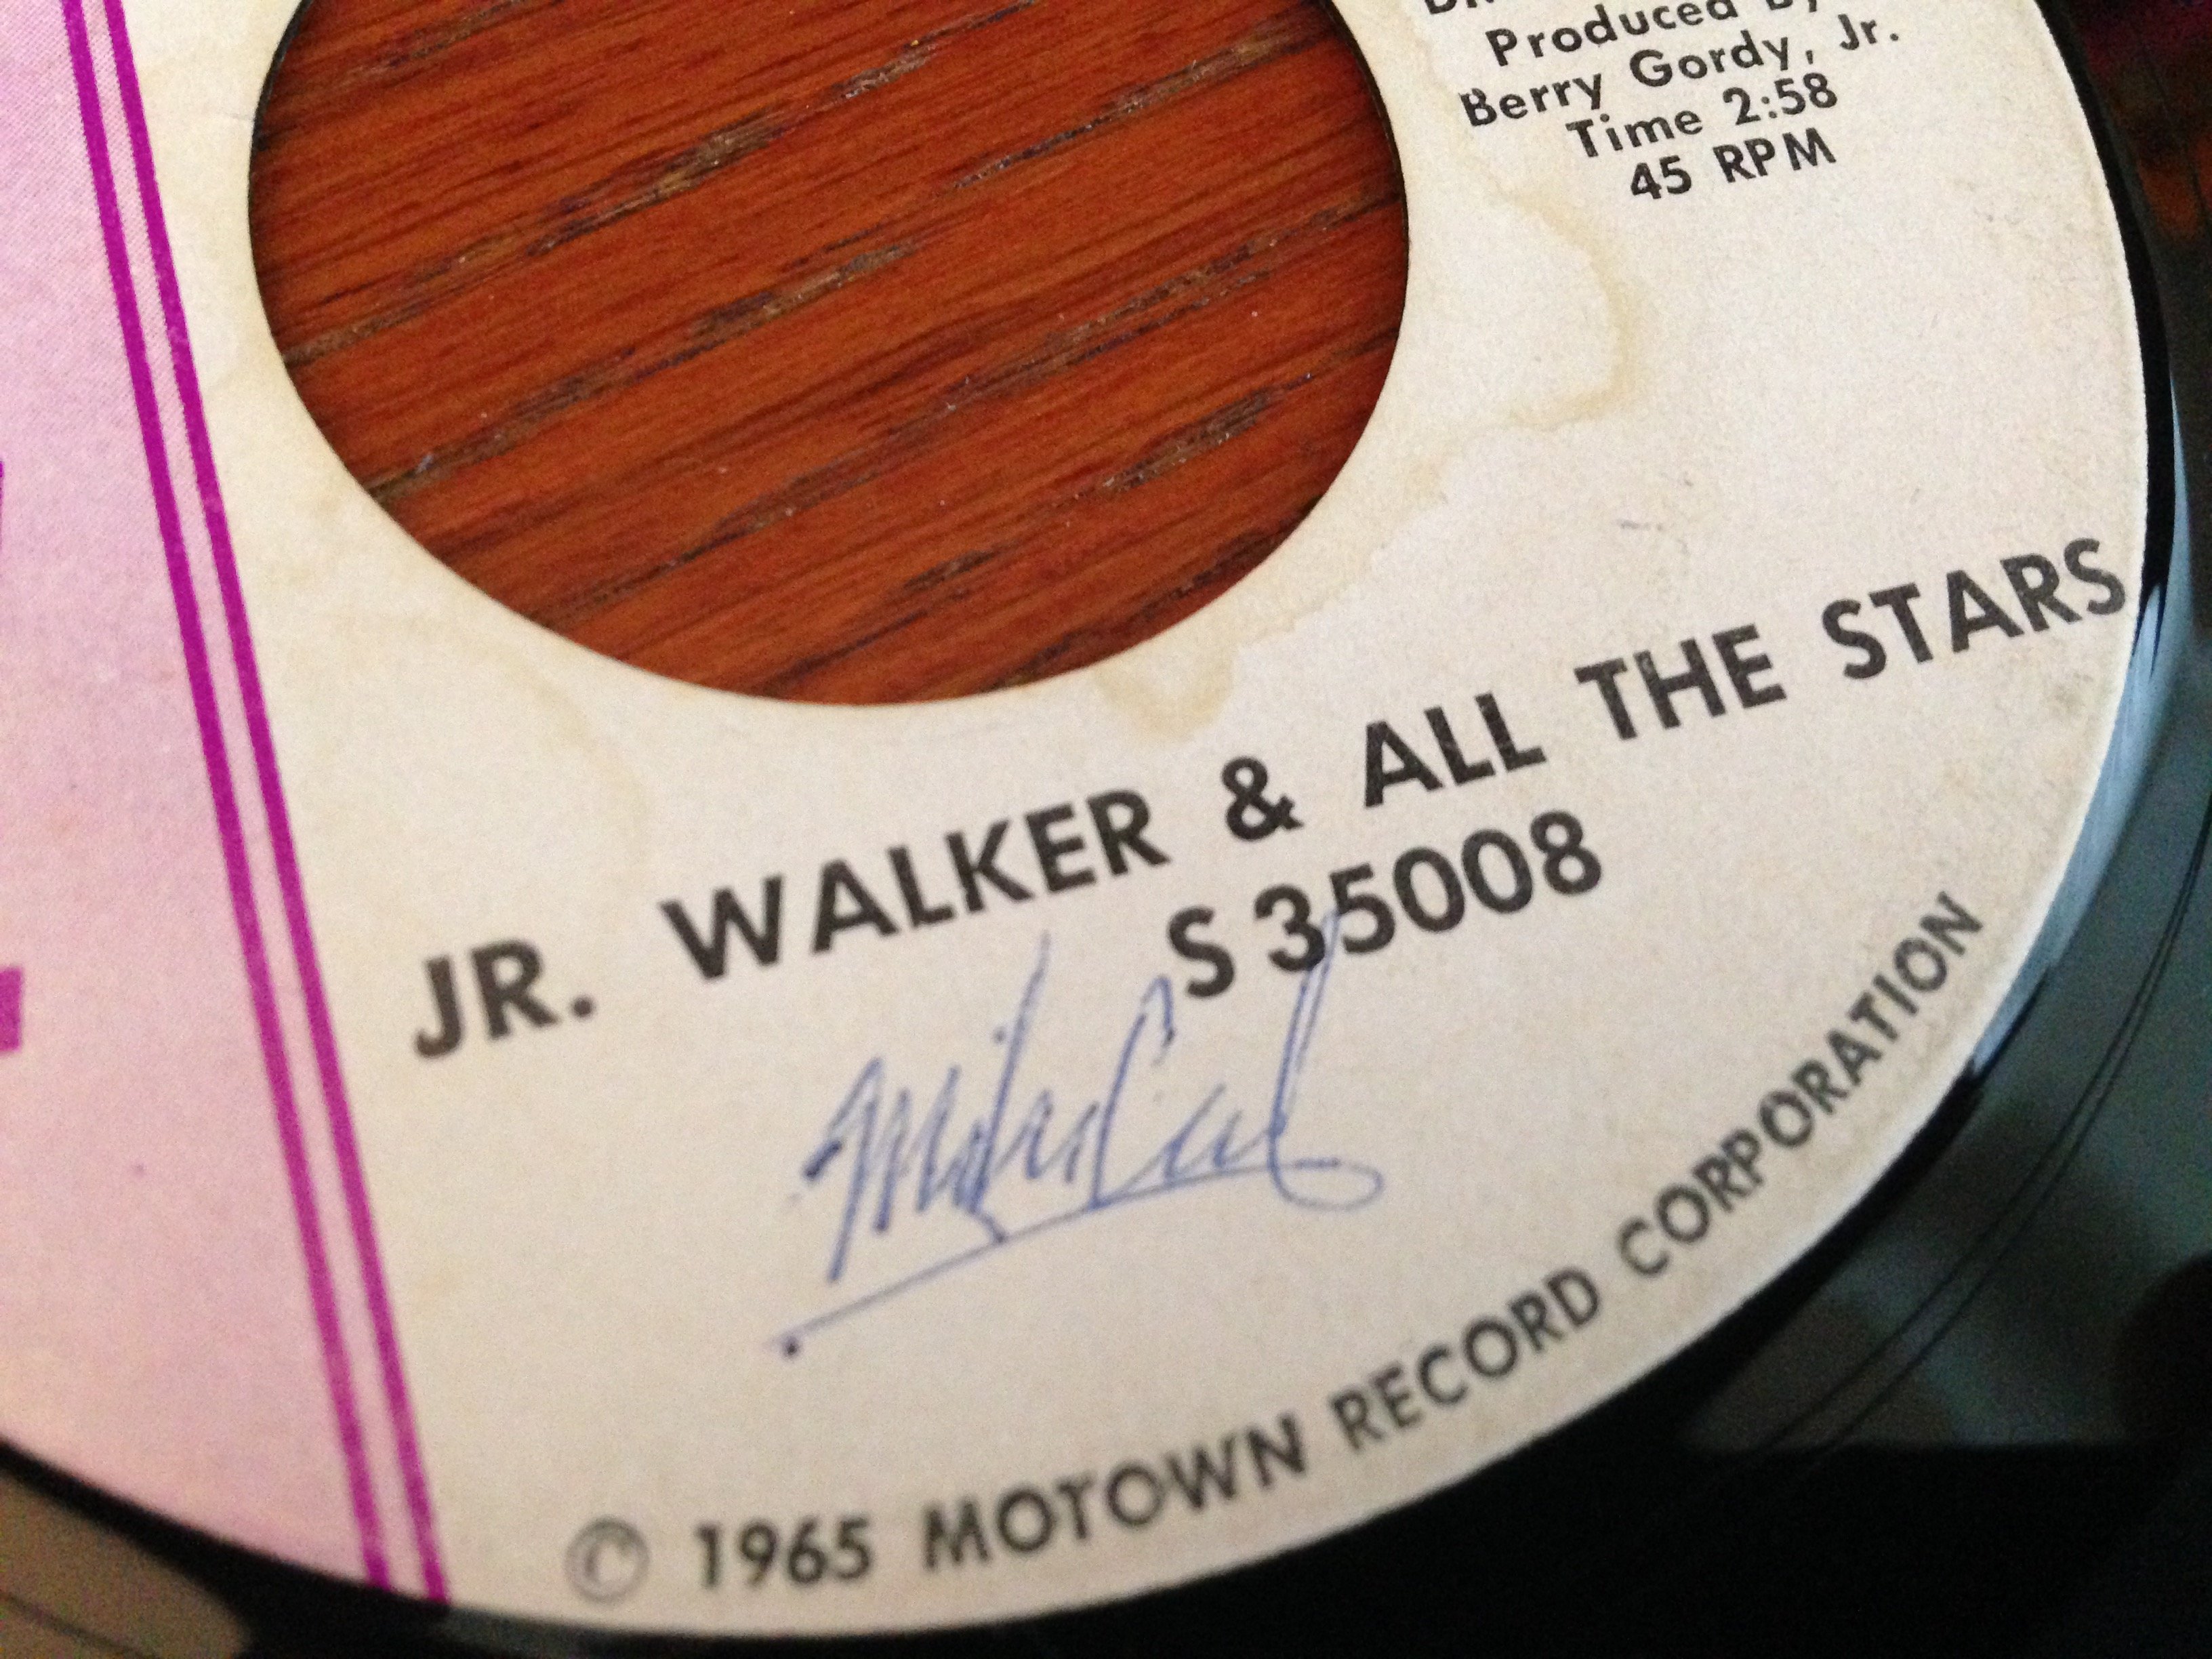 Produced
Berry Gordy, Jr.
Time 2:58
45 RPM
JR. WALKER & ALL THE STARS
S 35008
© 1965 MOTOWN RECORD CORPORATION